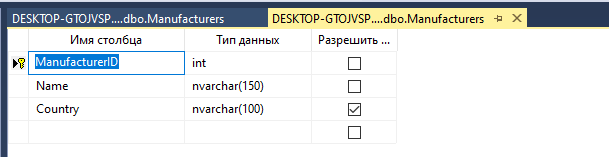 DESKTOP-GTOJVSP....dbo.Manufacturers DESKTOP-GTOJVSP....dbo.Manufacturers
Имя столбца Тип данных Разрешить ...
ManufacturerID int
Name nvarchar(150)
Country nvarchar(100)